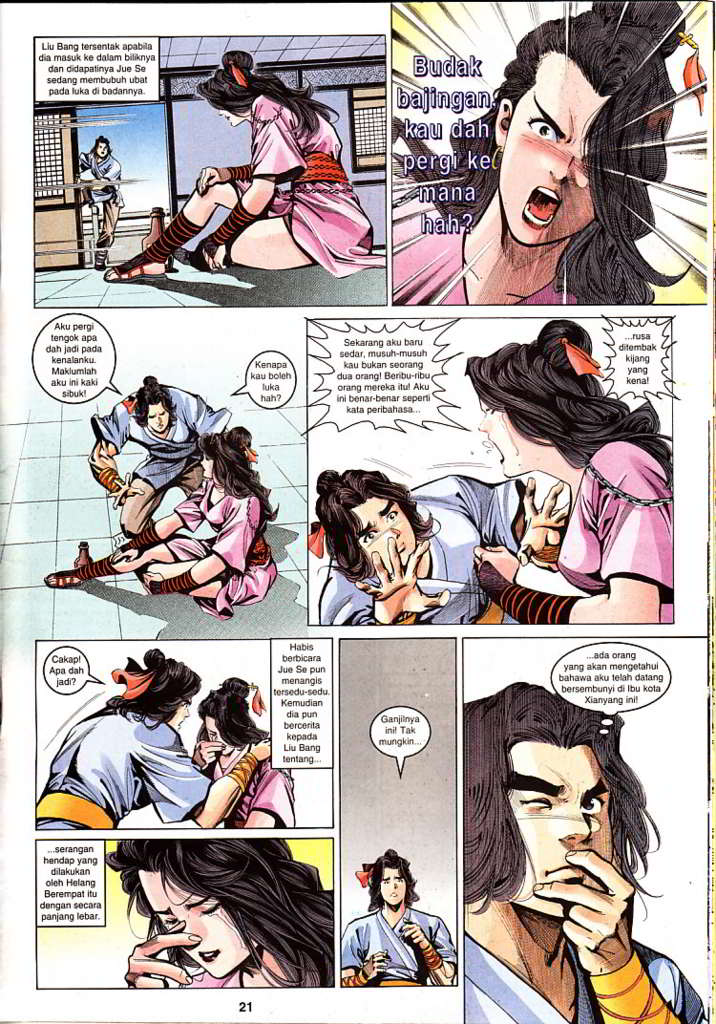 Liu Bang tersentak apabila
dia masuk ke dalam biliknya
dan didapatinya Jue Se
sedang membubuh ubat
pada luka di badannya.
Budak
bajingan,
kau dah
pergi ke
mana
hah?
Aku pergi
tengok apa
dah jadi pada
kenalanku.
Maklumlah
aku ini kaki
sibuk!
Kenapa
kau boleh
luka
hah?
Sekarang aku baru
sedar, musuh-musuh
kau bukan seorang
dua orang! Beribu-ribu
orang mereka itu! Aku
ini benar-benar seperti
kata peribahasa...
...rusa
ditembak
kijang
yang
kena!
Cakap!
Apa dah
jadi?
Habis
berbicara
Jue Se pun
menangis
tersedu-sedu.
Kemudian
dia pun
bercerita
kepada
Liu Bang
tentang...
...serangan
hendap yang
dilakukan
oleh Helang
Berempat itu
dengan secara
panjang lebar.
Ganjilnya
ini! Tak
mungkin...
...ada orang
yang akan mengetahui
bahawa aku telah datang
bersembunyi di Ibu kota
Xianyang ini!
21